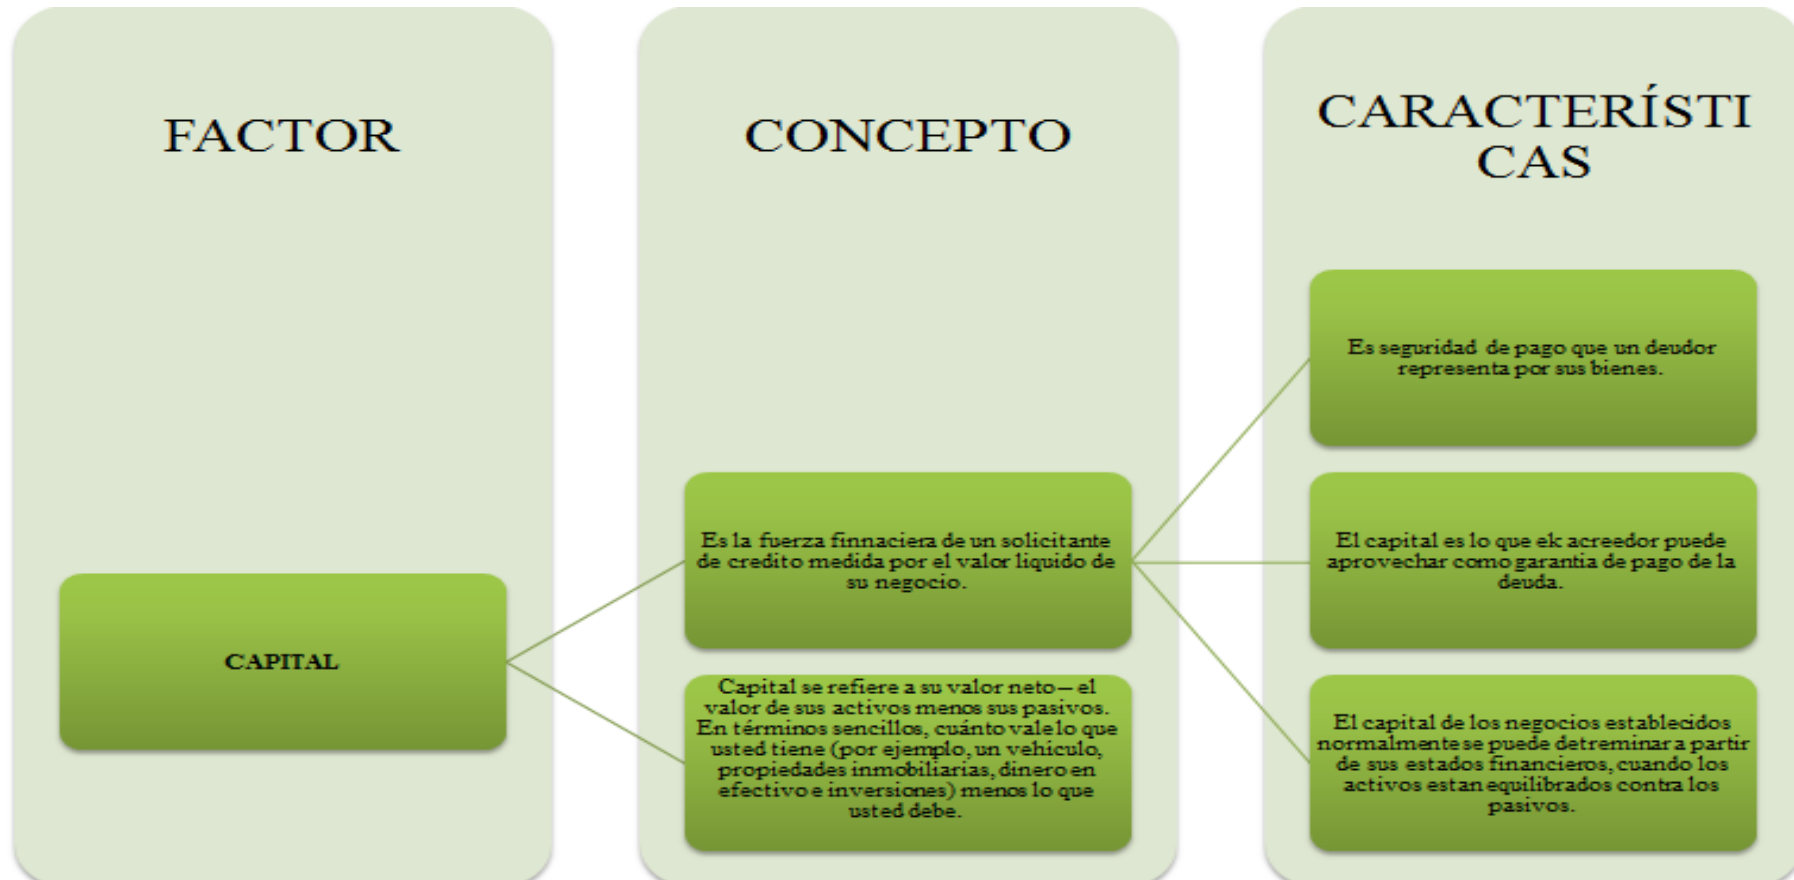 FACTOR
CONCEPTO
CARACTERÍSTI
CAS
CAPITAL
Es la fuerza finnaciera de un solicitante
de credito medida por el valor liquido de
su negocio.
Capital se refiere a su valor neto – el
valor de sus activos menos sus pasivos.
En términos sencillos, cuánto vale lo que
usted tiene (por ejemplo, un vehículo,
propiedades inmobiliarias, dinero en
efectivo e inversiones) menos lo que
usted debe.
Es seguridad de pago que un deudor
representa por sus bienes.
El capital es lo que ek acreedor puede
aprovechar como garantia de pago de la
deuda.
El capital de los negocios establecidos
normalmente se puede detreminar a partir
de sus estados financieros, cuando los
activos estan equilibrados contra los
pasivos.